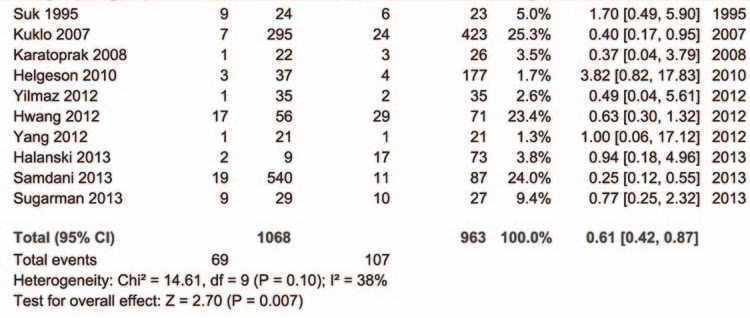 Suk 1995 9 24 6 23 5.0% 1.70 [0.49, 5.90] 1995
Kuklo 2007 7 295 24 423 25.3% 0.40 [0.17, 0.95] 2007
Karatoprak 2008 1 22 3 26 3.5% 0.37 [0.04, 3.79] 2008
Helgeson 2010 3 37 4 177 1.7% 3.82 [0.82, 17.83] 2010
Yilmaz 2012 1 35 2 35 2.6% 0.49 [0.04, 5.61] 2012
Hwang 2012 17 56 29 71 23.4% 0.63 [0.30, 1.32] 2012
Yang 2012 1 21 1 21 1.3% 1.00 [0.06, 17.12] 2012
Halanski 2013 2 9 17 73 3.8% 0.94 [0.18, 4.96] 2013
Samdani 2013 19 540 11 87 24.0% 0.25 [0.12, 0.55] 2013
Sugarman 2013 9 29 10 27 9.4% 0.77 [0.25, 2.32] 2013
Total (95% CI) 1068 963 100.0% 0.61 [0.42, 0.87]
Total events 69 107
Heterogeneity: Chi² = 14.61, df = 9 (P = 0.10); I² = 38%
Test for overall effect: Z = 2.70 (P = 0.007)